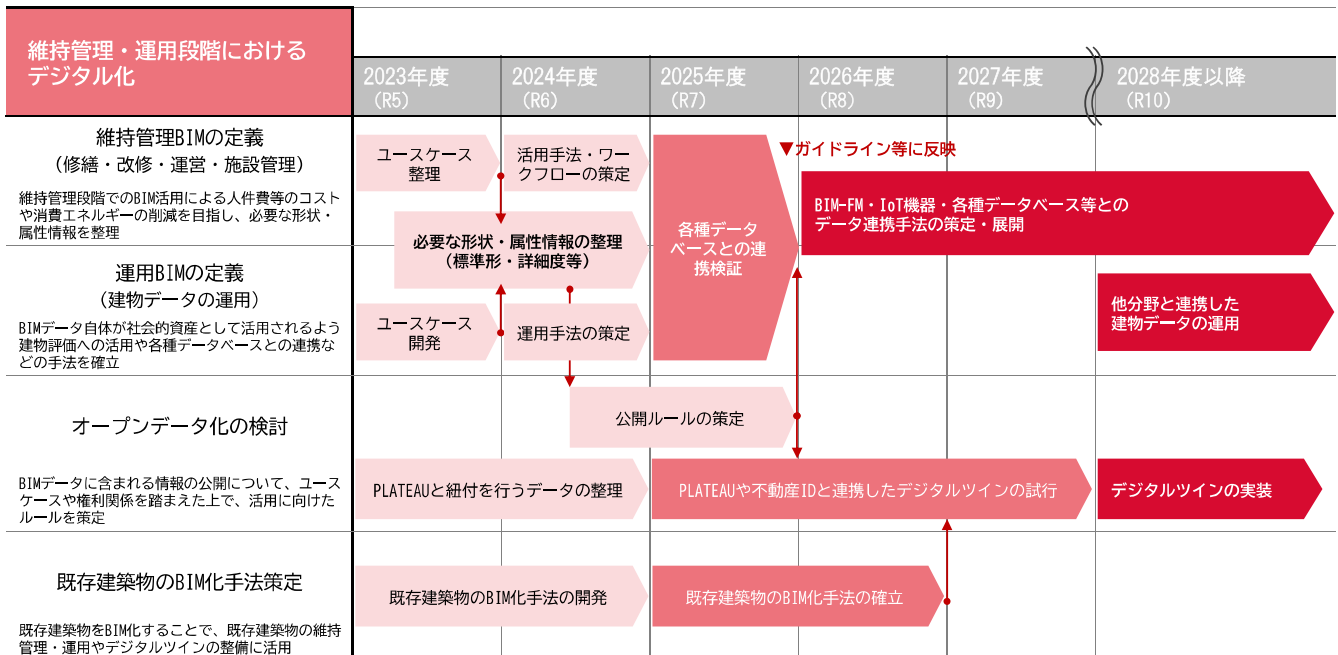 維持管理・運用段階における
デジタル化
2023年度
(R5)
2024年度
(R6)
2025年度
(R7)
2026年度
(R8)
2027年度
(R9)
2028年度以降
(R10)
維持管理BIMの定義
(修繕・改修・運営・施設管理)
維持管理段階でのBIM活用による人件費等のコスト
や消費エネルギーの削減を目指し、必要な形状・
属性情報を整理
ユースケース
整理
活用手法・ワー
クフローの策定
必要な形状・属性情報の整理
(標準形・詳細度等)
各種データ
ベースとの連
携検証
▼ガイドライン等に反映
BIM-FM・IoT機器・各種データベース等との
データ連携手法の策定・展開
運用BIMの定義
(建物データの運用)
BIMデータ自体が社会的資産として活用されるよう
建物評価への活用や各種データベースとの連携な
どの手法を確立
ユースケース
開発
運用手法の策定
他分野と連携した
建物データの運用
オープンデータ化の検討
BIMデータに含まれる情報の公開について、ユース
ケースや権利関係を踏まえた上で、活用に向けた
ルールを策定
公開ルールの策定
PLATEAUと紐付を行うデータの整理
PLATEAUや不動産IDと連携したデジタルツインの試行
デジタルツインの実装
既存建築物のBIM化手法策定
既存建築物をBIM化することで、既存建築物の維持
管理・運用やデジタルツインの整備に活用
既存建築物のBIM化手法の開発
既存建築物のBIM化手法の確立